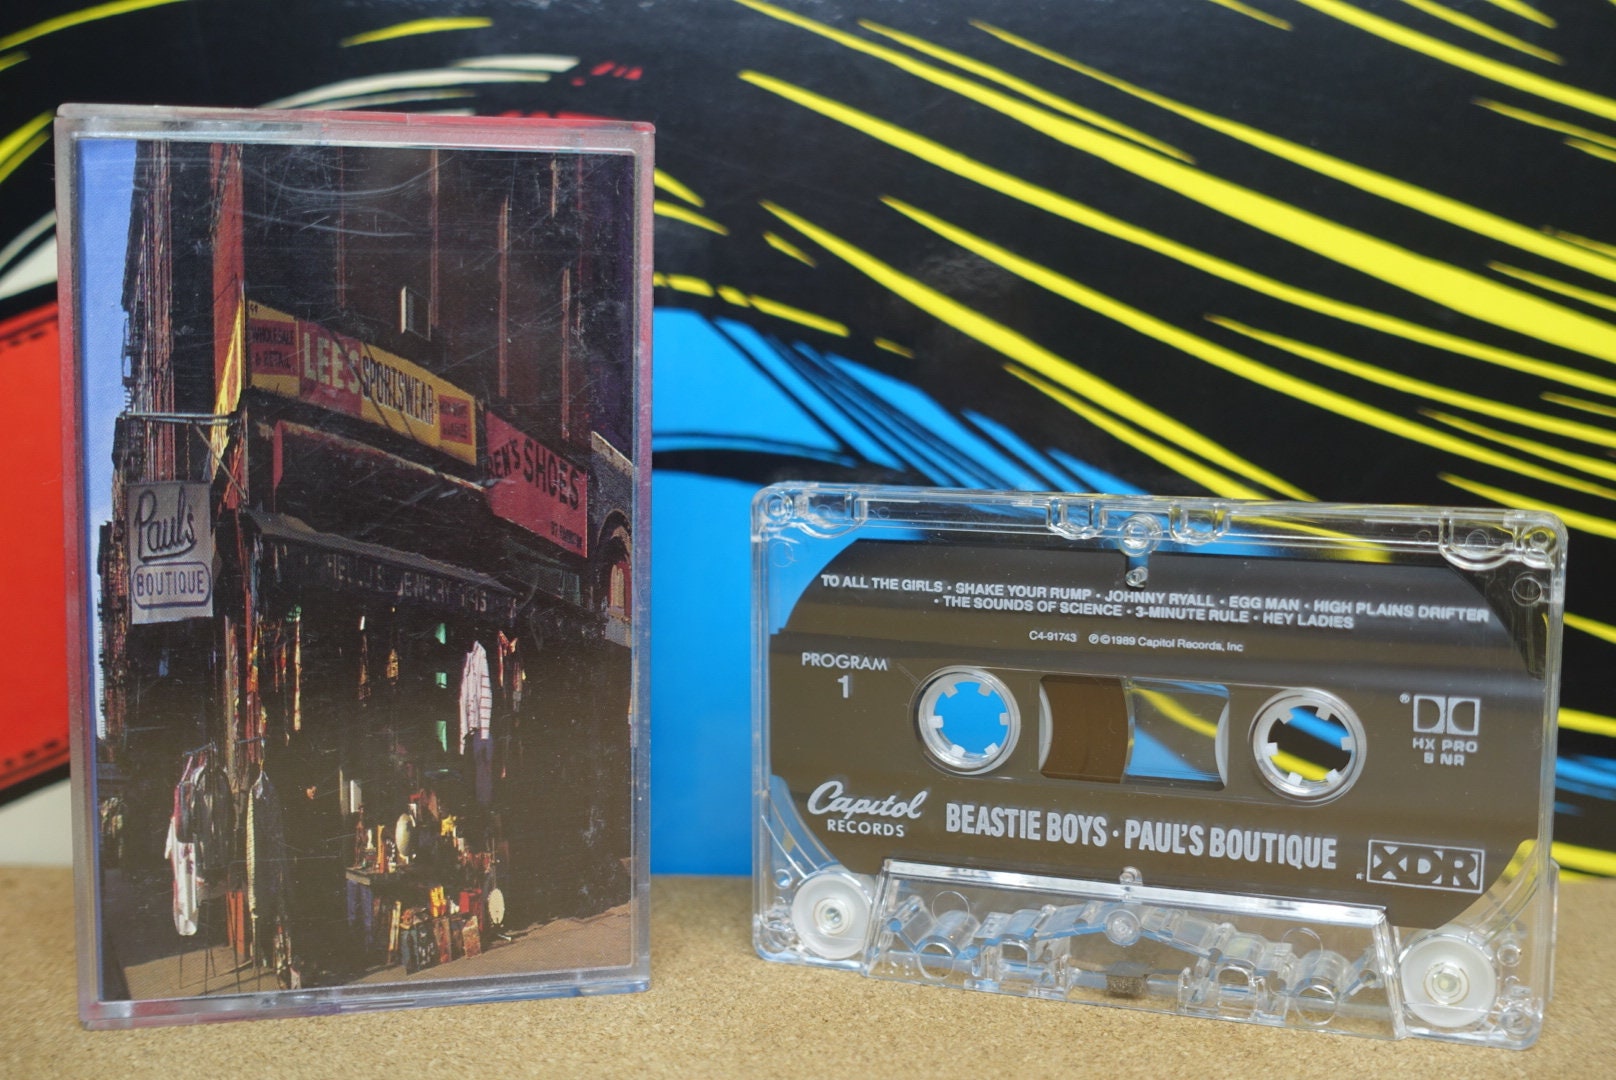 WHOLESALE
& RETAIL
LEE'S SPORTSWEAR
SHOES
Paul's
BOUTIQUE
TO ALL THE GIRLS • SHAKE YOUR RUMP • JOHNNY RYALL • EGG MAN • HIGH PLAINS DRIFTER
• THE SOUNDS OF SCIENCE • 3-MINUTE RULE • HEY LADIES
C4-91743 ℗©1989 Capitol Records, Inc
PROGRAM
1
®
HX PRO
B NR
Capitol
RECORDS
BEASTIE BOYS • PAUL'S BOUTIQUE
XDR